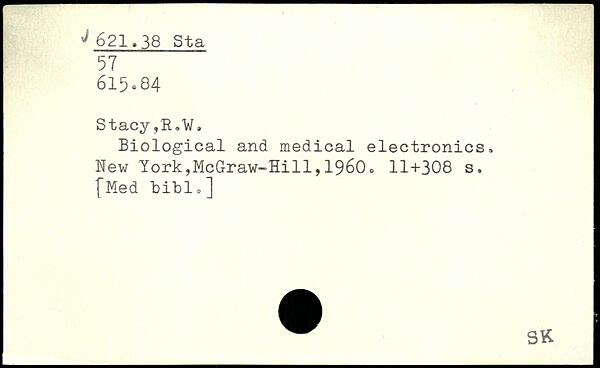 √ 621.38 Sta
57
615.84
Stacy,R.W.
Biological and medical electronics.
New York,McGraw-Hill,1960. 11+308 s.
[Med bibl.]
SK